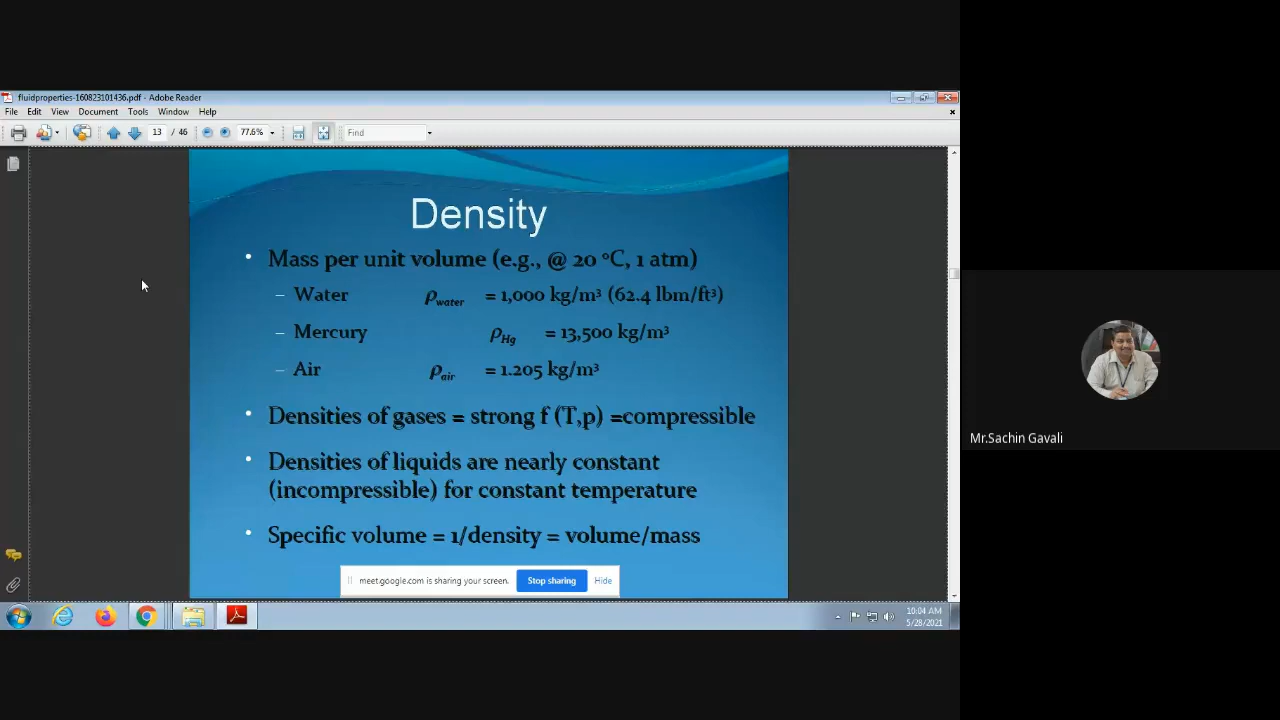 fluidproperties-160823101436.pdf - Adobe Reader
File Edit View Document Tools Window Help
13 / 46 77.6% Find
Density
• Mass per unit volume (e.g., @ 20 °C, 1 atm)
– Water ρwater = 1,000 kg/m³ (62.4 lbm/ft³)
– Mercury ρHg = 13,500 kg/m³
– Air ρair = 1.205 kg/m³
• Densities of gases = strong f (T,p) =compressible
• Densities of liquids are nearly constant
(incompressible) for constant temperature
• Specific volume = 1/density = volume/mass
meet.google.com is sharing your screen. Stop sharing Hide
10:04 AM
5/28/2021
Mr.Sachin Gavali